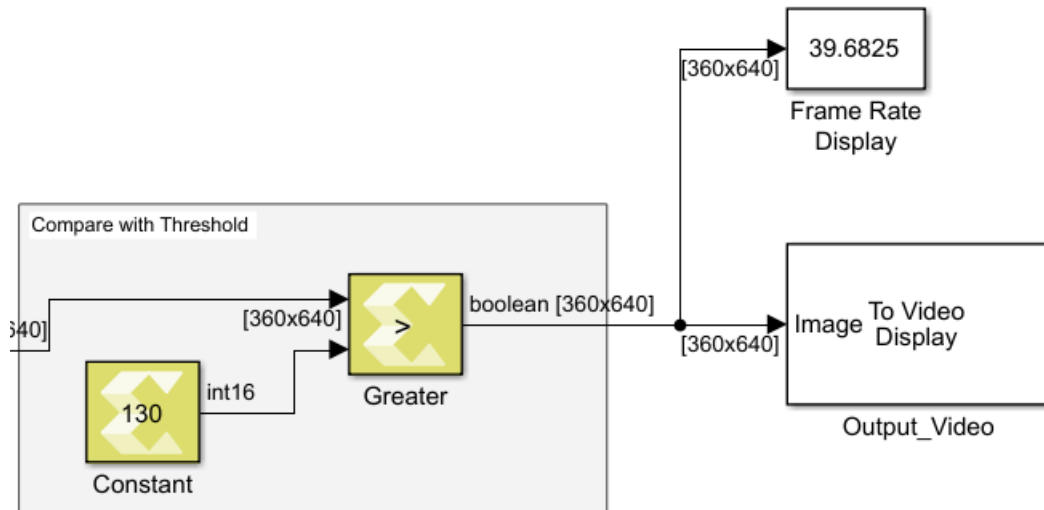 39.6825
[360x640]
Frame Rate
Display
Compare with Threshold
[360x640]
>
boolean [360x640]
640]
Greater
int16
130
Constant
[360x640]
Image
To Video
Display
Output_Video